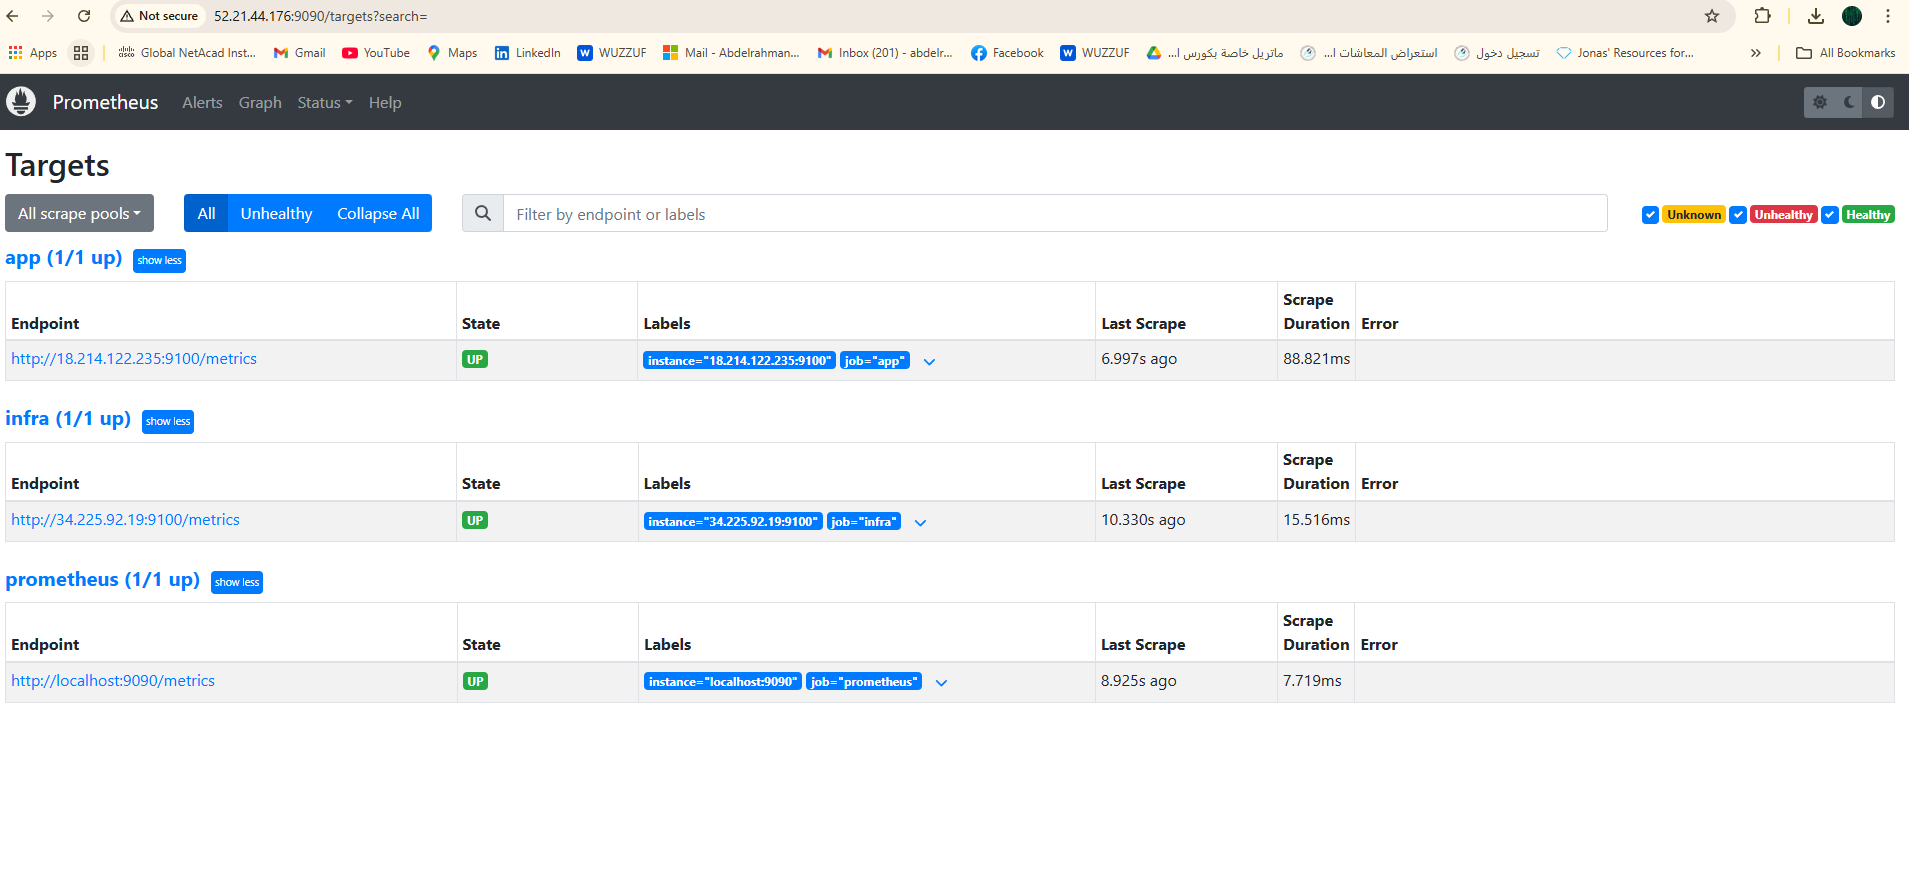 Not secure 52.21.44.176:9090/targets?search=
Apps Global NetAcad Inst... Gmail YouTube Maps LinkedIn WUZZUF Mail - Abdelrahman... Inbox (201) - abdelr... Facebook WUZZUF ماتريل خاصة بكورس ا... استعراض المعاشات ا... تسجيل دخول Jonas' Resources for... » All Bookmarks
Prometheus Alerts Graph Status Help
Targets
All scrape pools All Unhealthy Collapse All Filter by endpoint or labels Unknown Unhealthy Healthy
app (1/1 up) show less
Endpoint State Labels Last Scrape Scrape Duration Error
http://18.214.122.235:9100/metrics UP instance="18.214.122.235:9100" job="app" 6.997s ago 88.821ms
infra (1/1 up) show less
Endpoint State Labels Last Scrape Scrape Duration Error
http://34.225.92.19:9100/metrics UP instance="34.225.92.19:9100" job="infra" 10.330s ago 15.516ms
prometheus (1/1 up) show less
Endpoint State Labels Last Scrape Scrape Duration Error
http://localhost:9090/metrics UP instance="localhost:9090" job="prometheus" 8.925s ago 7.719ms